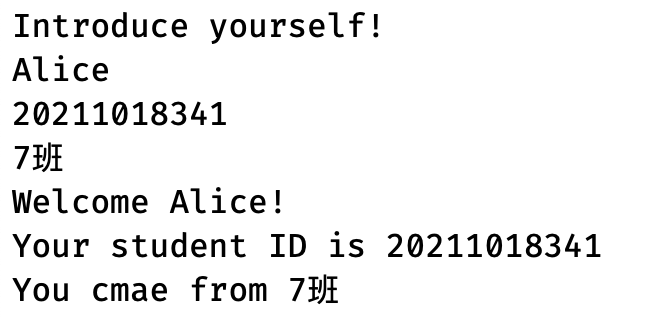 Introduce yourself!
Alice
20211018341
7班
Welcome Alice!
Your student ID is 20211018341
You cmae from 7班